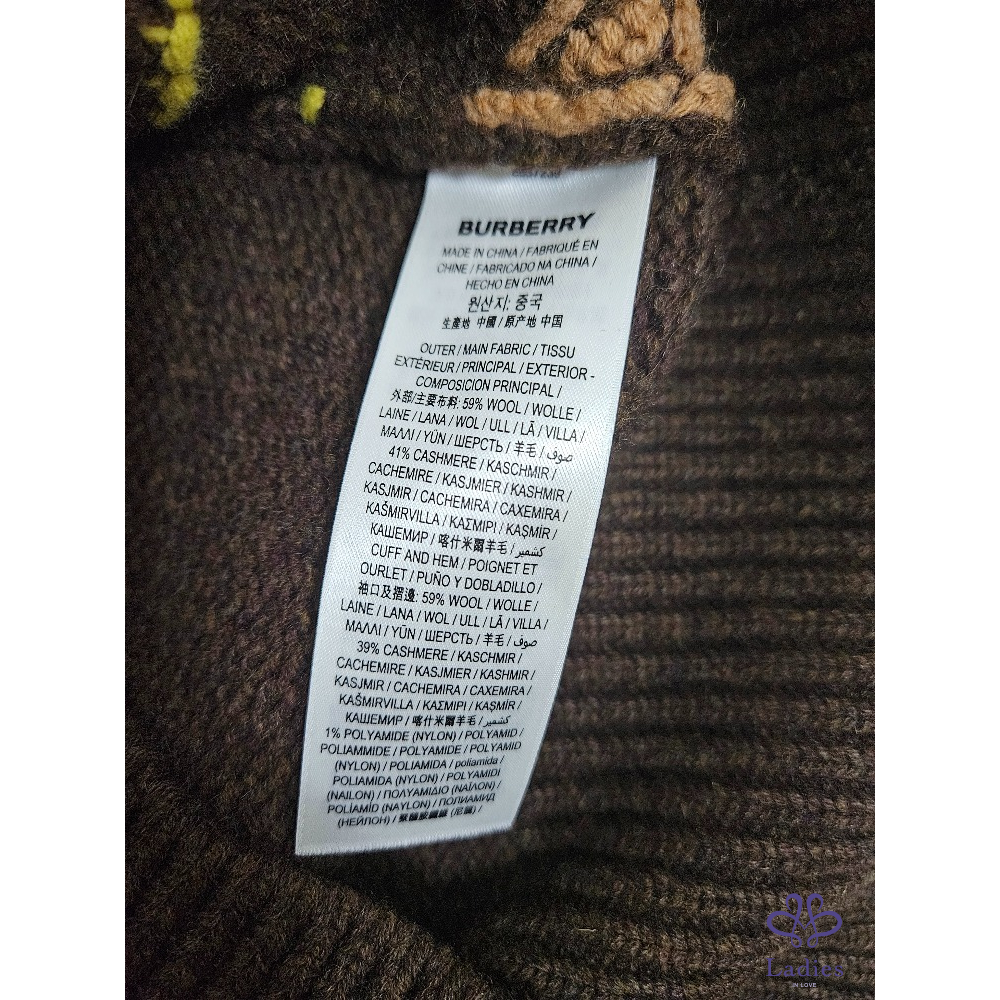 BURBERRY
MADE IN CHINA / FABRIQUÉ EN
CHINE / FABRICADO NA CHINA /
HECHO EN CHINA
원산지: 중국
生產地 中國 / 原产地 中国
OUTER / MAIN FABRIC / TISSU
EXTÉRIEUR / PRINCIPAL / EXTERIOR -
COMPOSICIÓN PRINCIPAL /
外部/主要布料: 59% WOOL / WOLLE /
LAINE / LANA / WOL / ULL / LÃ / VILLA /
ΜΑΛΛΙ / YÜN / ШЕРСТЬ / 羊毛 / صوف /
41% CASHMERE / KASCHMIR /
CACHEMIRE / KASJMIER / KASHMIR /
KASJMIR / CACHEMIRA / CAXEMIRA /
KAŠMIRVILLA / ΚΑΣΜΙΡΙ / KAŞMİR /
КАШЕМИР / 喀什米爾羊毛 / كشمير /
CUFF AND HEM / POIGNET ET
OURLET / PUÑO Y DOBLADILLO /
袖口及摺邊: 59% WOOL / WOLLE /
LAINE / LANA / WOL / ULL / LÃ / VILLA /
ΜΑΛΛΙ / YÜN / ШЕРСТЬ / 羊毛 / صوف /
39% CASHMERE / KASCHMIR /
CACHEMIRE / KASJMIER / KASHMIR /
KASJMIR / CACHEMIRA / CAXEMIRA /
KAŠMIRVILLA / ΚΑΣΜΙΡΙ / KAŞMİR /
КАШЕМИР / 喀什米爾羊毛 / كشمير /
1% POLYAMIDE (NYLON) / POLYAMID /
POLIAMMIDE / POLYAMIDE / POLYAMID
(NYLON) / POLIAMIDA / poliamida /
POLIAMIDA (NYLON) / POLYAMIDI
(NAILON) / ΠΟΛΥΑΜΙΔΙΟ (ΝΑΪΛΟΝ) /
POLİAMİD (NAYLON) / ПОЛИАМИД
(НЕЙЛОН) / (尼龍) /
Ladies
IN LOVE